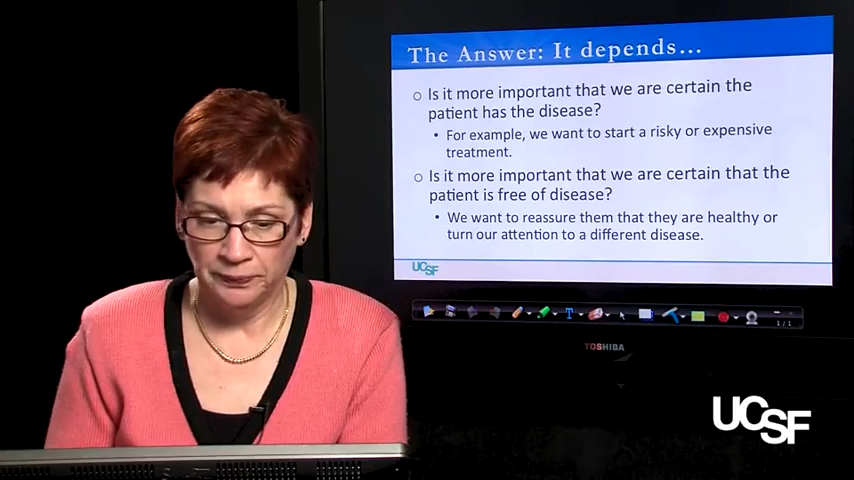 The Answer: It depends...
Is it more important that we are certain the
patient has the disease?
For example, we want to start a risky or expensive
treatment.
Is it more important that we are certain that the
patient is free of disease?
We want to reassure them that they are healthy or
turn our attention to a different disease.
UCSF
T
1/1
TOSHIBA
UCSF